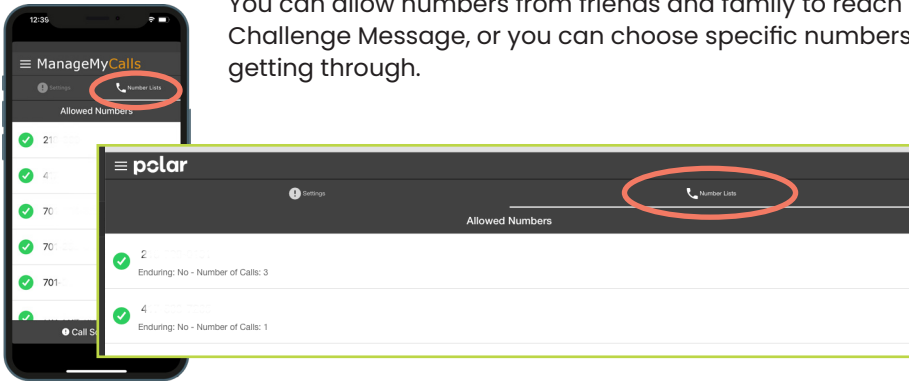 You can allow numbers from friends and family to reach
Challenge Message, or you can choose specific numbers
getting through.
12:39
ManageMyCalls
Settings
Number Lists
Allowed Numbers
21
4
70
70
701-
Call
polar
Settings
Number Lists
Allowed Numbers
2
Enduring: No - Number of Calls: 3
4
Enduring: No - Number of Calls: 1